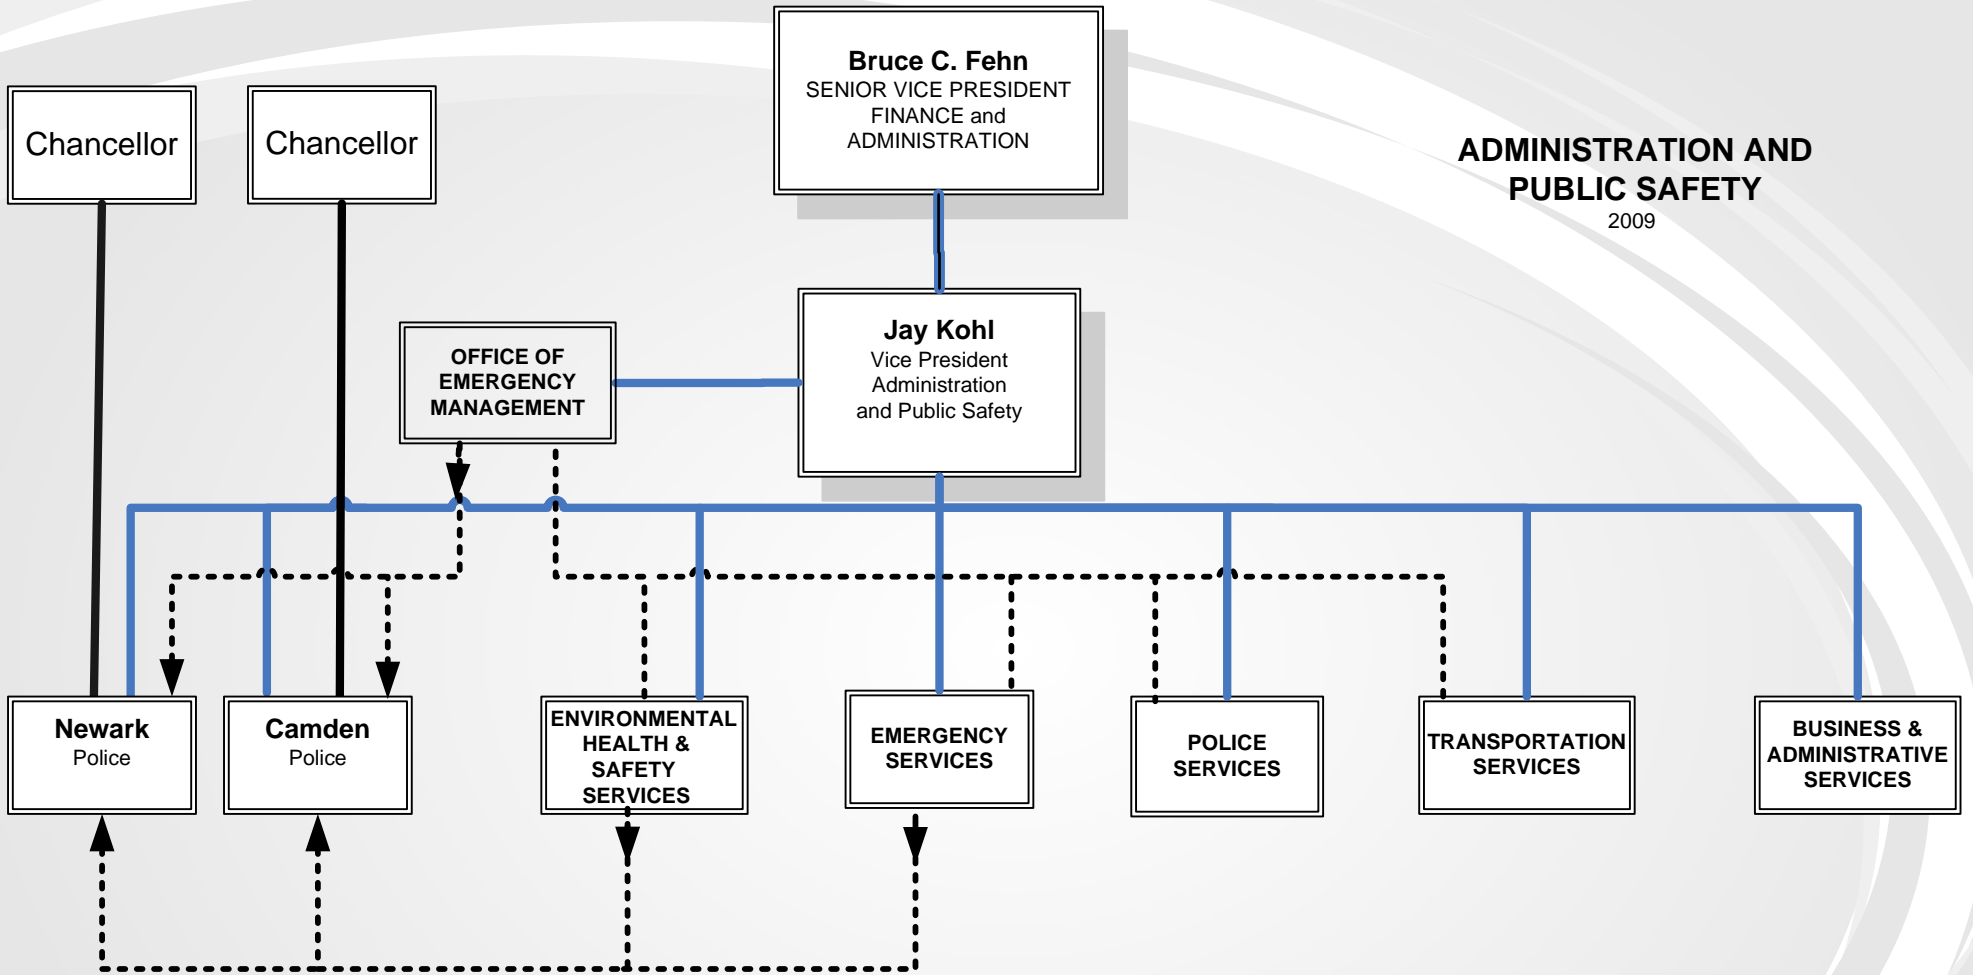 Bruce C. Fehn
SENIOR VICE PRESIDENT
FINANCE and
ADMINISTRATION
Chancellor
Chancellor
ADMINISTRATION AND
PUBLIC SAFETY
2009
Jay Kohl
Vice President
Administration
and Public Safety
OFFICE OF
EMERGENCY
MANAGEMENT
Newark
Police
Camden
Police
ENVIRONMENTAL
HEALTH &
SAFETY
SERVICES
EMERGENCY
SERVICES
POLICE
SERVICES
TRANSPORTATION
SERVICES
BUSINESS &
ADMINISTRATIVE
SERVICES